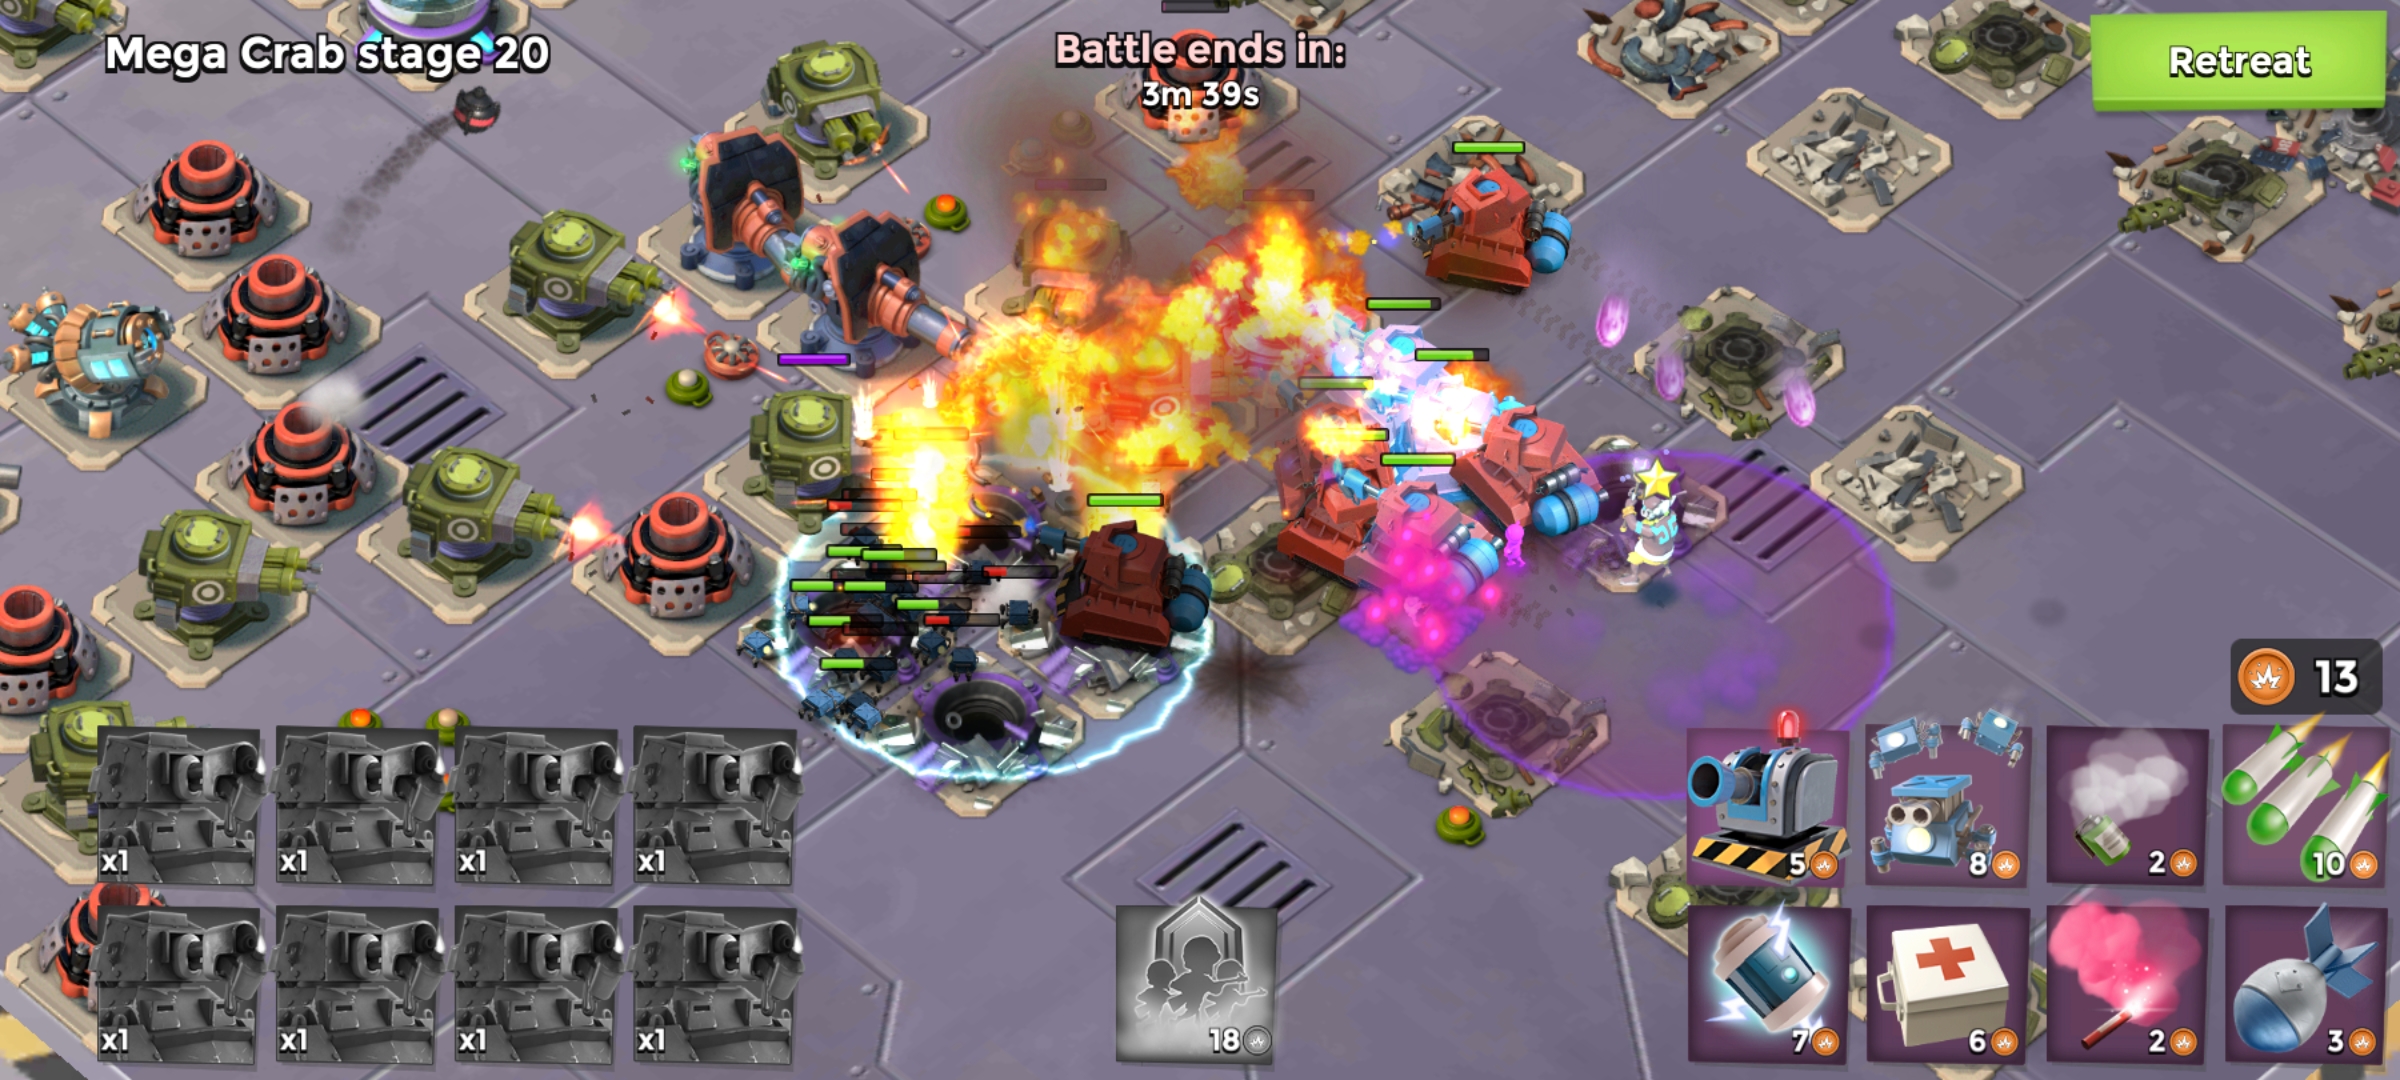 Mega Crab stage 20
Battle ends in:
3m 39s
Retreat
13
x1
x1
x1
x1
5
8
2
10
x1
x1
x1
x1
18
7
6
2
3